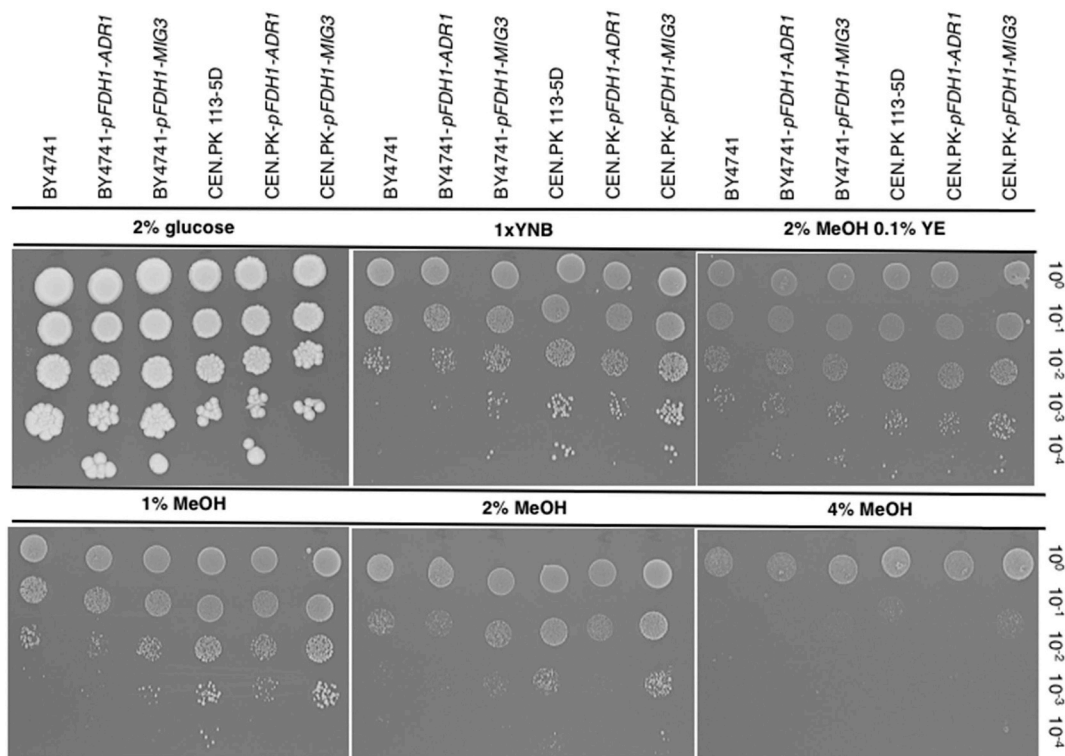 BY4741
BY4741-pFDH1-ADR1
BY4741-pFDH1-MIG3
CEN.PK 113-5D
CEN.PK-pFDH1-ADR1
CEN.PK-pFDH1-MIG3
BY4741
BY4741-pFDH1-ADR1
BY4741-pFDH1-MIG3
CEN.PK 113-5D
CEN.PK-pFDH1-ADR1
CEN.PK-pFDH1-MIG3
BY4741
BY4741-pFDH1-ADR1
BY4741-pFDH1-MIG3
CEN.PK 113-5D
CEN.PK-pFDH1-ADR1
CEN.PK-pFDH1-MIG3
2% glucose
1xYNB
2% MeOH 0.1% YE
10⁰
10⁻¹
10⁻²
10⁻³
10⁻⁴
1% MeOH
2% MeOH
4% MeOH
10⁰
10⁻¹
10⁻²
10⁻³
10⁻⁴